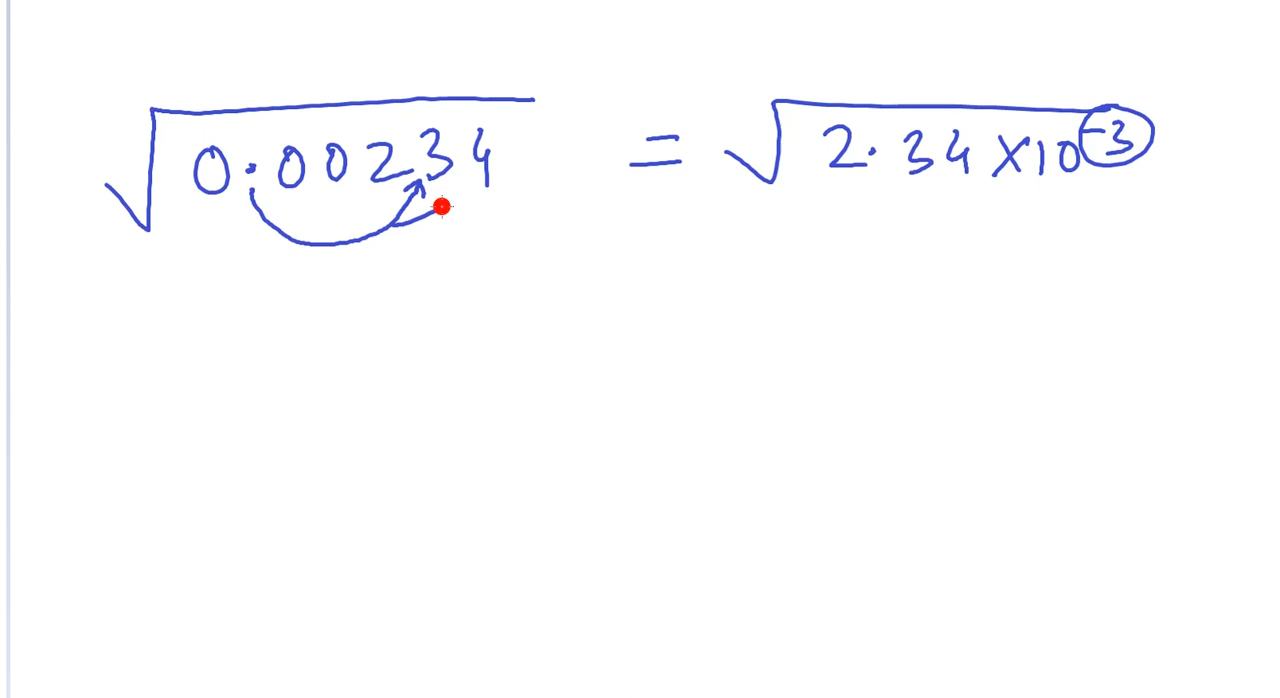 √0.00234 = √2.34×10⁻³